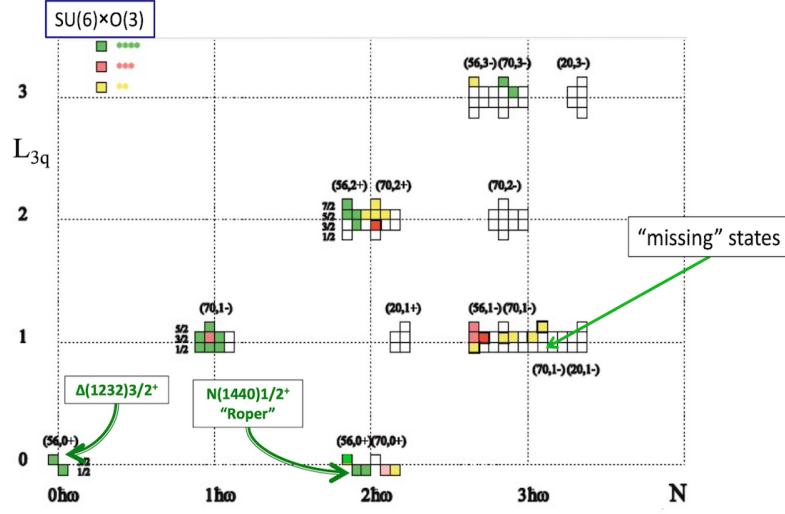 SU(6)×O(3)
****
***
**
(56,3-) (70,3-) (20,3-)
3
L3q
(56,2+) (70,2+) (70,2-)
7/2
5/2
3/2
1/2
2
"missing" states
(70,1-) (20,1+) (56,1-) (70,1-)
5/2
3/2
1/2
1
(70,1-) (20,1-)
Δ(1232)3/2+
N(1440)1/2+
"Roper"
(56,0+) (56,0+) (70,0+)
0
1/2
0ħω 1ħω 2ħω 3ħω N